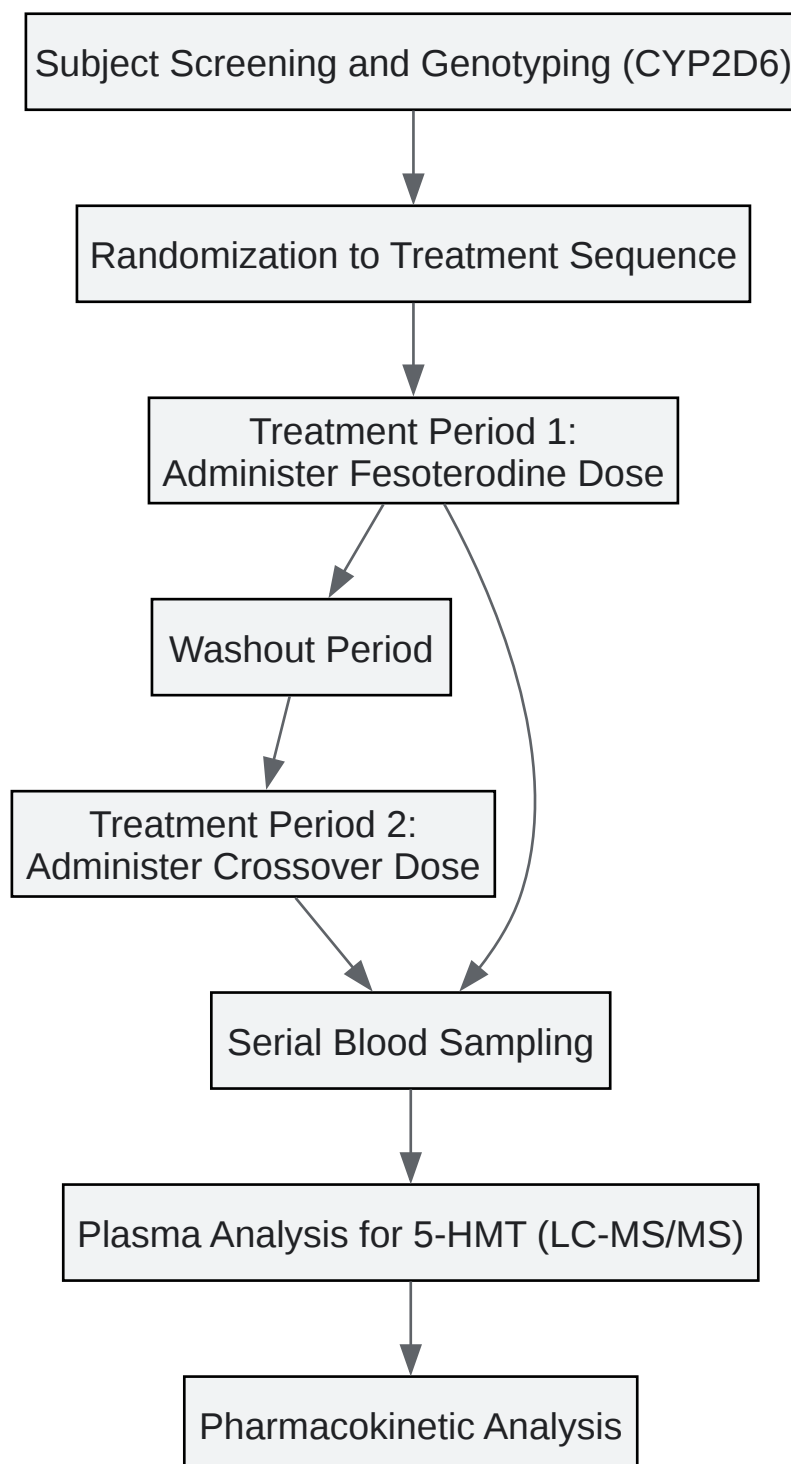 Subject Screening and Genotyping (CYP2D6)
Randomization to Treatment Sequence
Treatment Period 1:
Administer Fesoterodine Dose
Washout Period
Treatment Period 2:
Administer Crossover Dose
Serial Blood Sampling
Plasma Analysis for 5-HMT (LC-MS/MS)
Pharmacokinetic Analysis